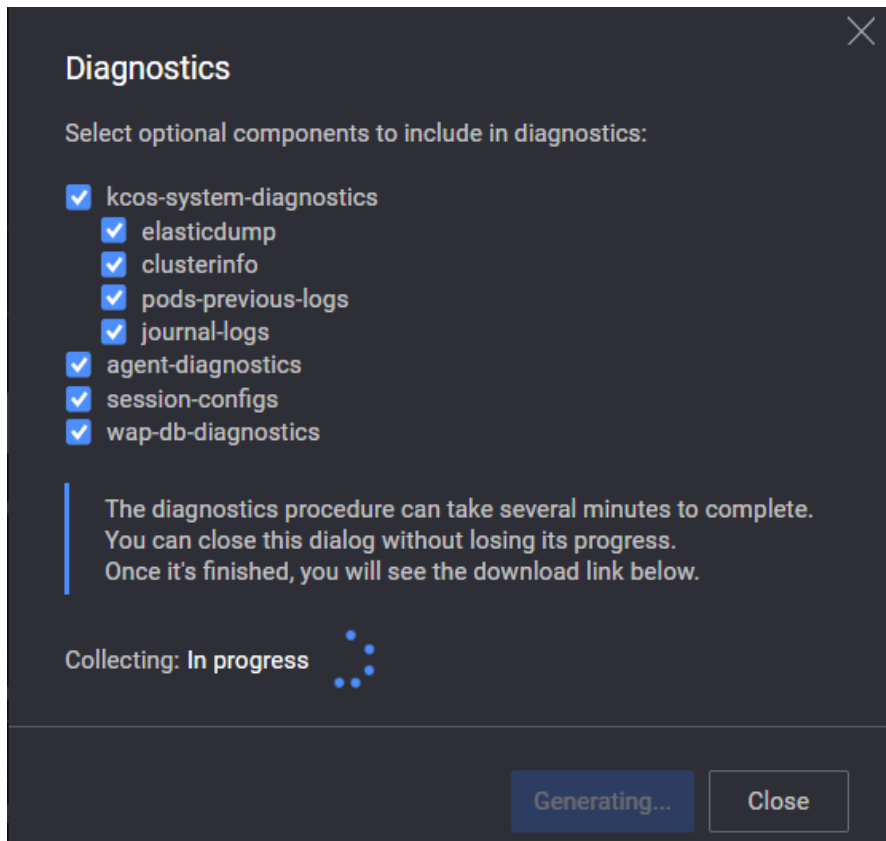 Diagnostics
Select optional components to include in diagnostics:
kcos-system-diagnostics
elasticdump
clusterinfo
pods-previous-logs
journal-logs
agent-diagnostics
session-configs
wap-db-diagnostics
The diagnostics procedure can take several minutes to complete.
You can close this dialog without losing its progress.
Once it's finished, you will see the download link below.
Collecting: In progress
Generating... Close